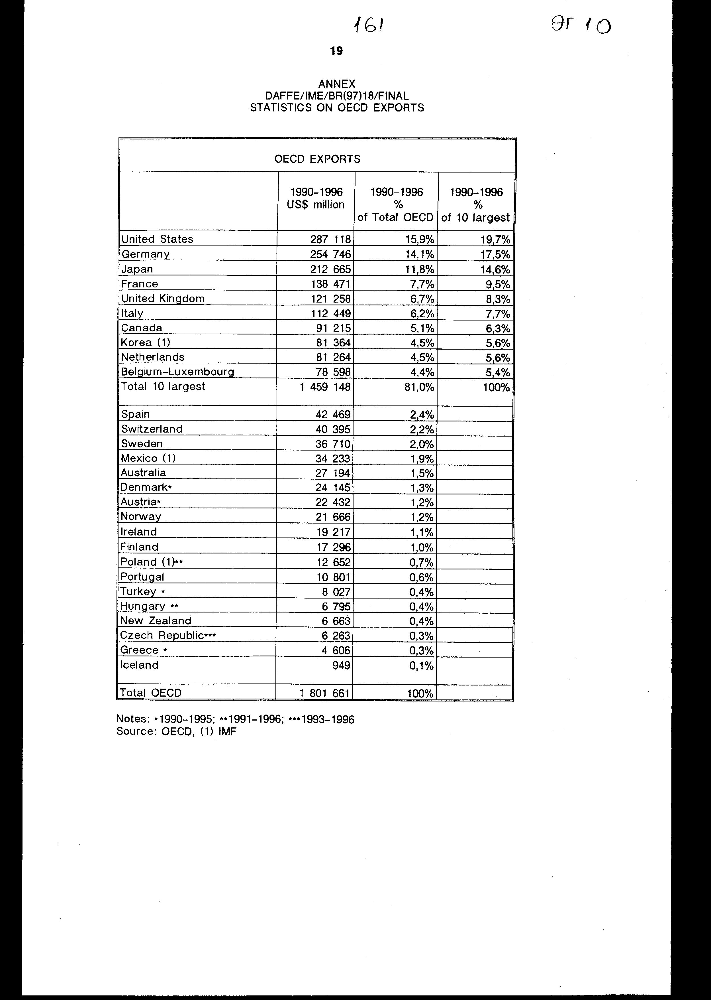 161
gr 10
19
ANNEX
DAFFE/IME/BR(97)18/FINAL
STATISTICS ON OECD EXPORTS
OECD EXPORTS
1990-1996 1990-1996 1990-1996
US$ million % %
of Total OECD of 10 largest
United States 287 118 15,9% 19,7%
Germany 254 746 14,1% 17,5%
Japan 212 665 11,8% 14,6%
France 138 471 7,7% 9,5%
United Kingdom 121 258 6,7% 8,3%
Italy 112 449 6,2% 7,7%
Canada 91 215 5,1% 6,3%
Korea (1) 81 364 4,5% 5,6%
Netherlands 81 264 4,5% 5,6%
Belgium-Luxembourg 78 598 4,4% 5,4%
Total 10 largest 1 459 148 81,0% 100%
Spain 42 469 2,4%
Switzerland 40 395 2,2%
Sweden 36 710 2,0%
Mexico (1) 34 233 1,9%
Australia 27 194 1,5%
Denmark* 24 145 1,3%
Austria* 22 432 1,2%
Norway 21 666 1,2%
Ireland 19 217 1,1%
Finland 17 296 1,0%
Poland (1)** 12 652 0,7%
Portugal 10 801 0,6%
Turkey * 8 027 0,4%
Hungary ** 6 795 0,4%
New Zealand 6 663 0,4%
Czech Republic*** 6 263 0,3%
Greece * 4 606 0,3%
Iceland 949 0,1%
Total OECD 1 801 661 100%
Notes: *1990-1995; **1991-1996; ***1993-1996
Source: OECD, (1) IMF